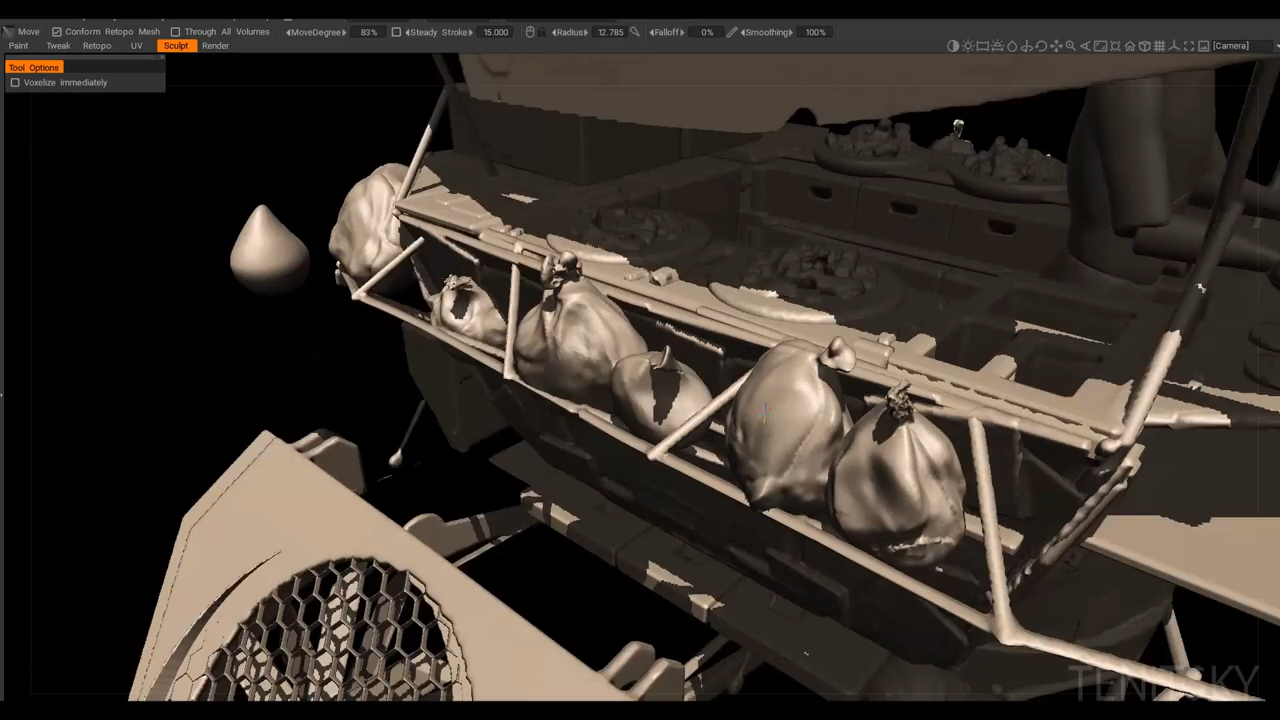 Move Conform Retopo Mesh Through All Volumes MoveDegree 83% Steady Stroke 15.000 Radius 12.785 Falloff 0% Smoothing 100%
Paint Tweak Retopo UV Sculpt Render [Camera]
Tool Options
Voxelize immediately
TENITSKY